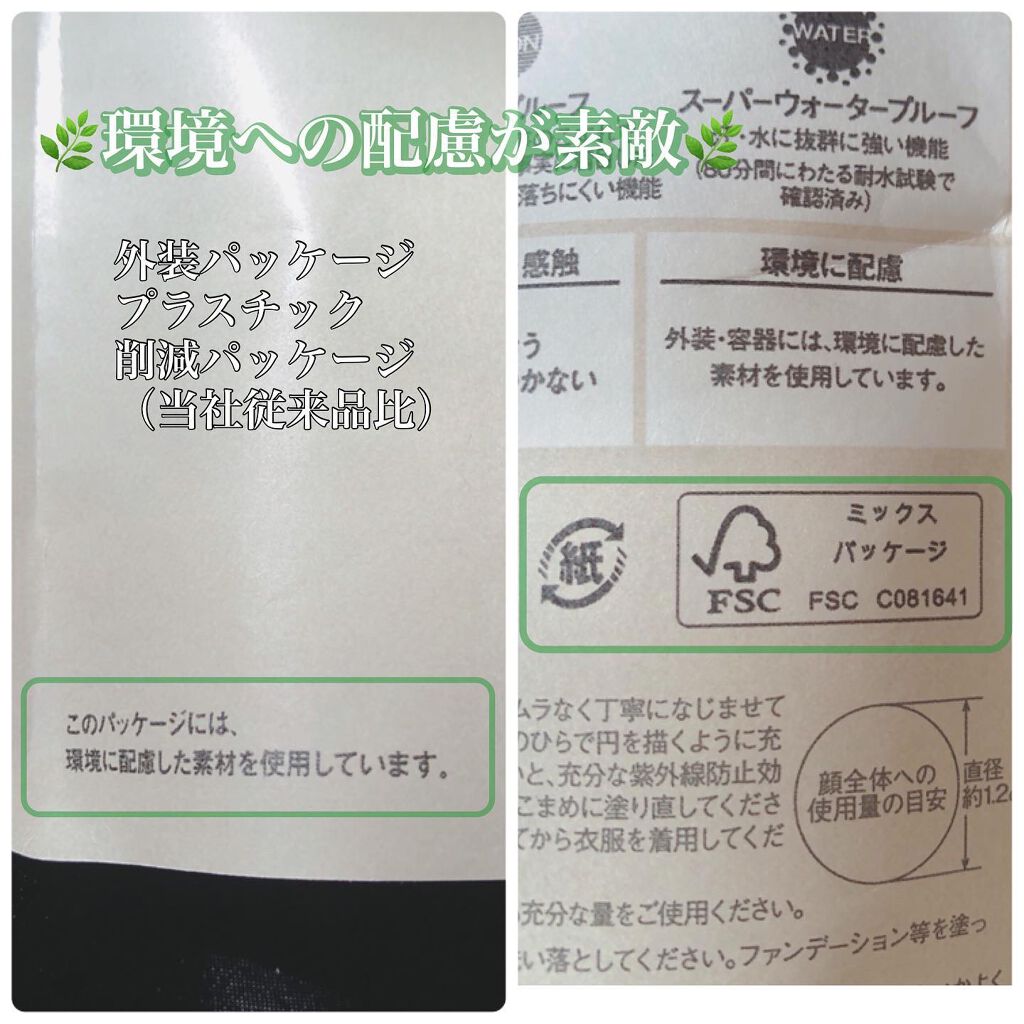 🌿環境への配慮が素敵🌿
外装パッケージ
プラスチック
削減パッケージ
（当社従来品比）
このパッケージには、
環境に配慮した素材を使用しています。
WATER
スーパーウォータープルーフ
・水に抜群に強い機能
(80分間にわたる耐水試験で
確認済み)
プルーフ
落ちにくい機能
感触
かない
環境に配慮
外装・容器には、環境に配慮した
素材を使用しています。
紙
FSC
ミックス
パッケージ
FSC C081641
ムラなく丁寧になじませて
のひらで円を描くように充
いと、充分な紫外線防止効
こまめに塗り直してくださ
てから衣服を着用してくだ
顔全体への
使用量の目安
直径
約1.2
充分な量をご使用ください。
い落としてください。ファンデーション等を塗っ